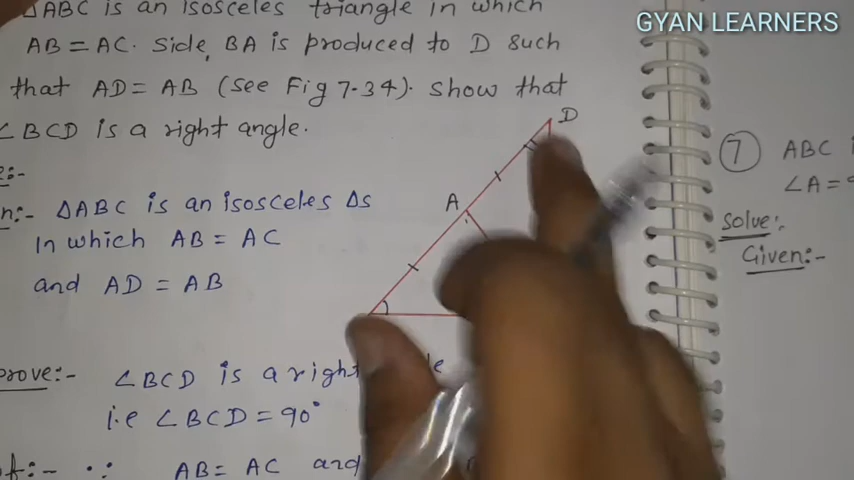 GYAN LEARNERS
ΔABC is an isosceles triangle in which
AB = AC. Side, BA is produced to D such
that AD = AB (see Fig 7.34). show that
∠BCD is a right angle.
ΔABC is an isosceles Δs
in which AB = AC
and AD = AB
prove:- ∠BCD is a right
i.e ∠BCD = 90°
∵ AB = AC and
D
A
7 ABC
∠A =
Solve:
Given:-